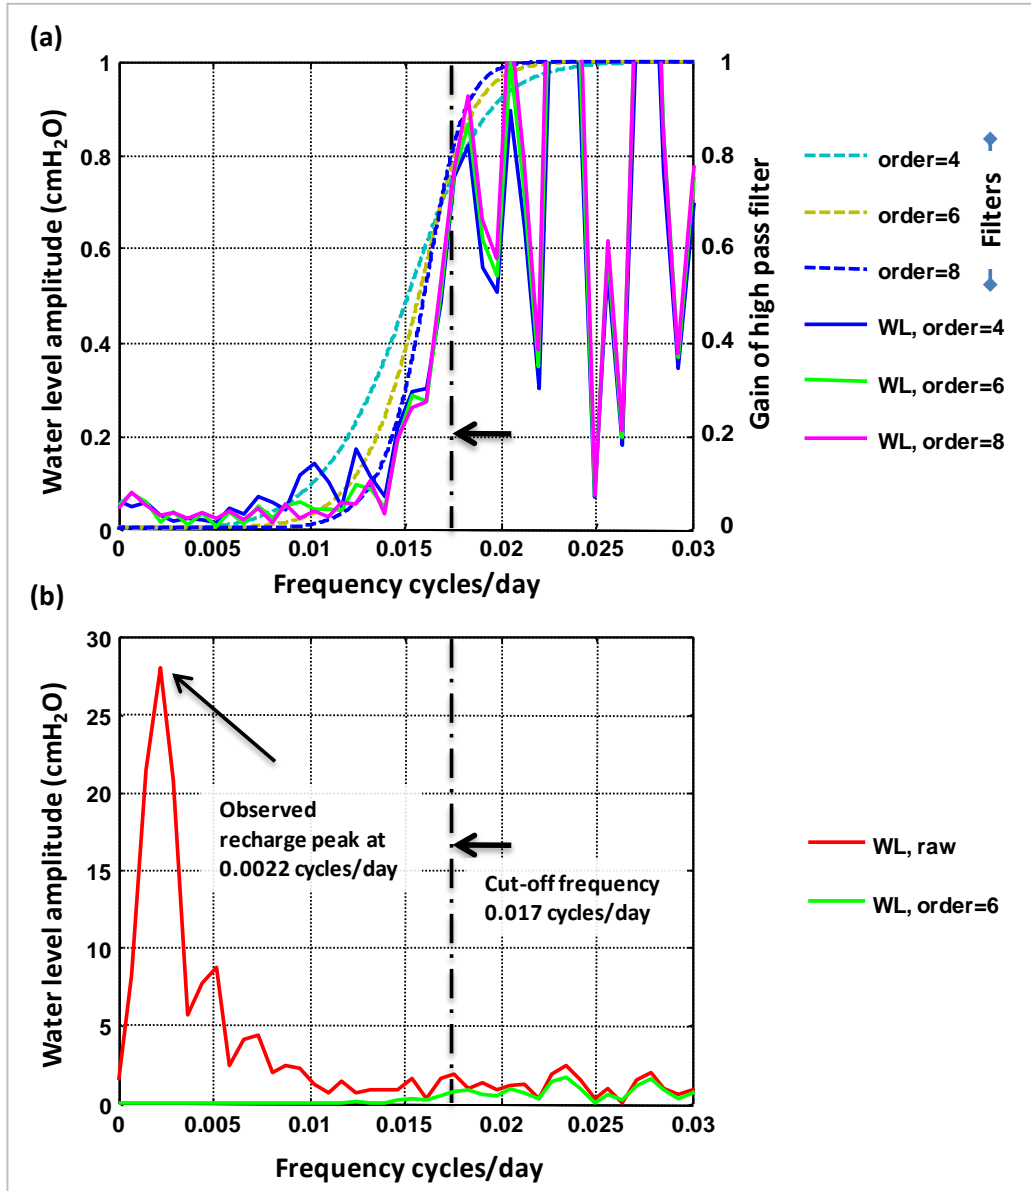 (a)
Water level amplitude (cmH2O)
1
0.8
0.6
0.4
0.2
0
0
0.005
0.01
0.015
0.02
0.025
0.03
Frequency cycles/day
1
0.8
0.6
0.4
0.2
0
Gain of high pass filter
order=4
order=6
order=8
Filters
WL, order=4
WL, order=6
WL, order=8
(b)
Water level amplitude (cmH2O)
30
25
20
15
10
5
0
0
0.005
0.01
0.015
0.02
0.025
0.03
Frequency cycles/day
Observed
recharge peak at
0.0022 cycles/day
Cut-off frequency
0.017 cycles/day
WL, raw
WL, order=6